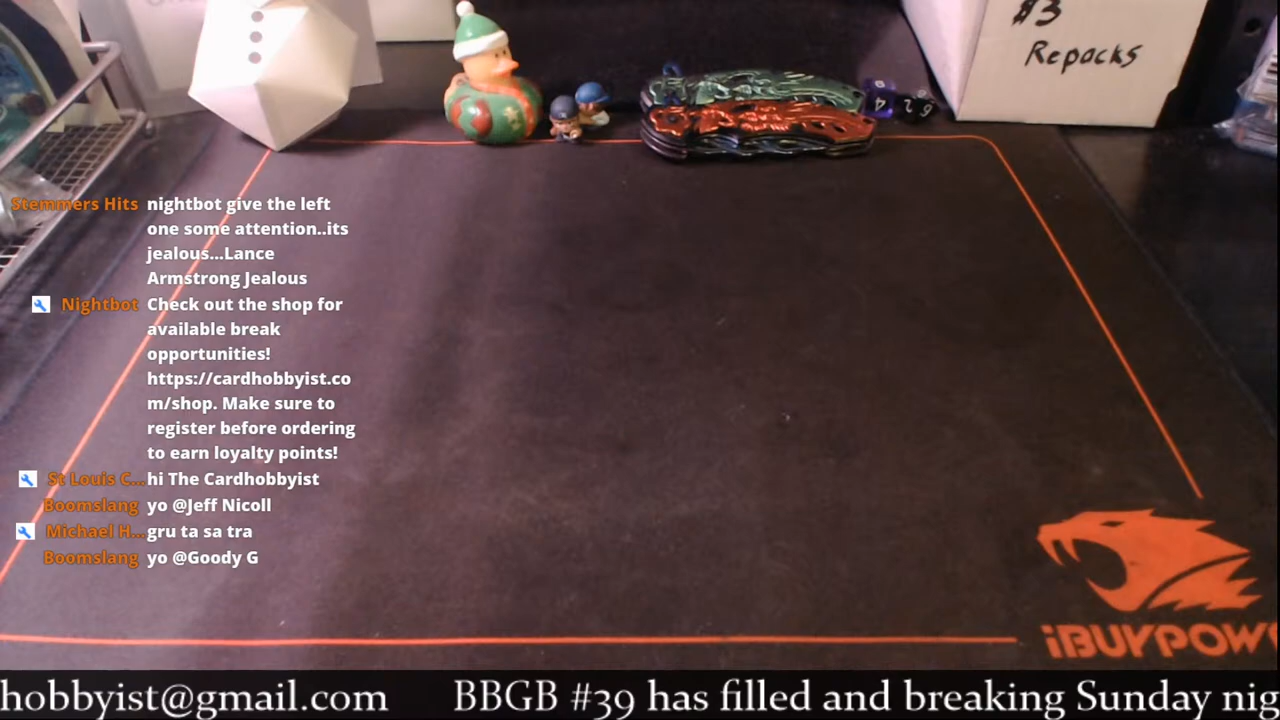 $3
Repacks
4
6 2
Stemmers Hits nightbot give the left
one some attention..its
jealous...Lance
Armstrong Jealous
Nightbot Check out the shop for
available break
opportunities!
https://cardhobbyist.co
m/shop. Make sure to
register before ordering
to earn loyalty points!
St Louis C... hi The Cardhobbyist
Boomslang yo @Jeff Nicoll
Michael H... gru ta sa tra
Boomslang yo @Goody G
iBUYPOW
hobbyist@gmail.com BBGB #39 has filled and breaking Sunday nig